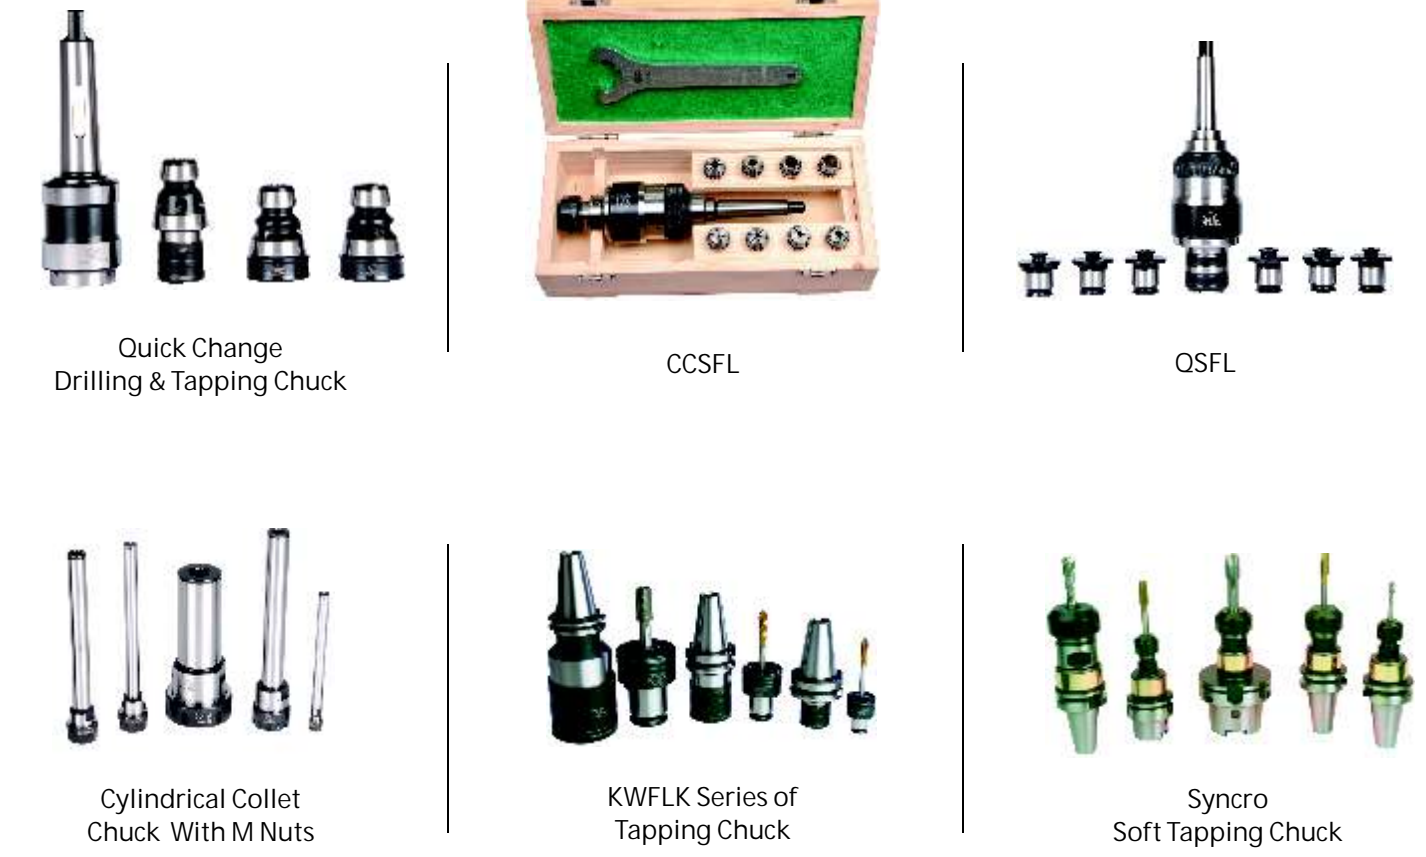 Quick Change
Drilling & Tapping Chuck
CCSFL
QSFL
Cylindrical Collet
Chuck With M Nuts
KWFLK Series of
Tapping Chuck
Syncro
Soft Tapping Chuck